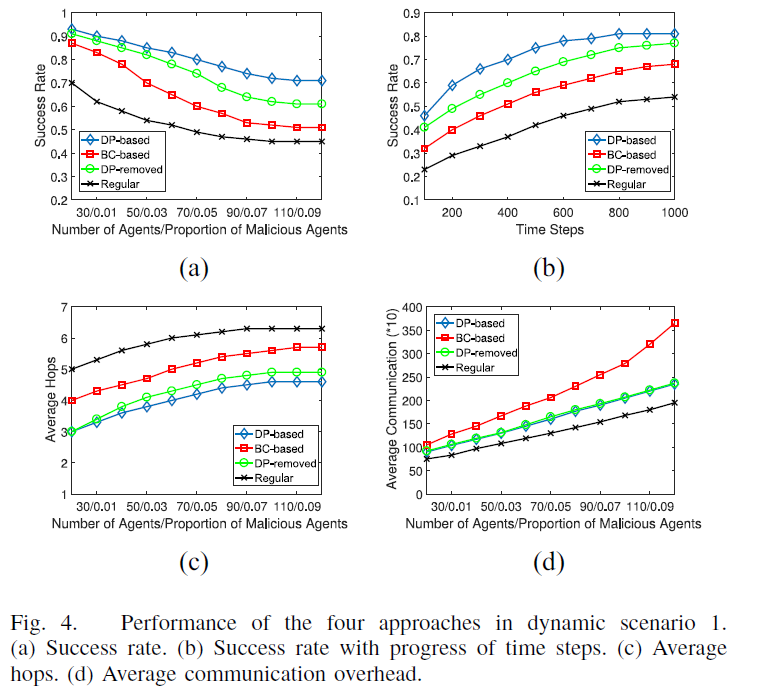 1
0.9
0.8
0.7
0.6
0.5
0.4
0.3
0.2
Success Rate
DP-based
BC-based
DP-removed
Regular
30/0.01 50/0.03 70/0.05 90/0.07 110/0.09
Number of Agents/Proportion of Malicious Agents
(a)
0.9
0.8
0.7
0.6
0.5
0.4
0.3
0.2
0.1
Success Rate
DP-based
BC-based
DP-removed
Regular
200 400 600 800 1000
Time Steps
(b)
7
6
5
4
3
2
1
Average Hops
DP-based
BC-based
DP-removed
Regular
30/0.01 50/0.03 70/0.05 90/0.07 110/0.09
Number of Agents/Proportion of Malicious Agents
(c)
400
350
300
250
200
150
100
50
0
Average Communication (*10)
DP-based
BC-based
DP-removed
Regular
30/0.01 50/0.03 70/0.05 90/0.07 110/0.09
Number of Agents/Proportion of Malicious Agents
(d)
Fig. 4. Performance of the four approaches in dynamic scenario 1.
(a) Success rate. (b) Success rate with progress of time steps. (c) Average
hops. (d) Average communication overhead.